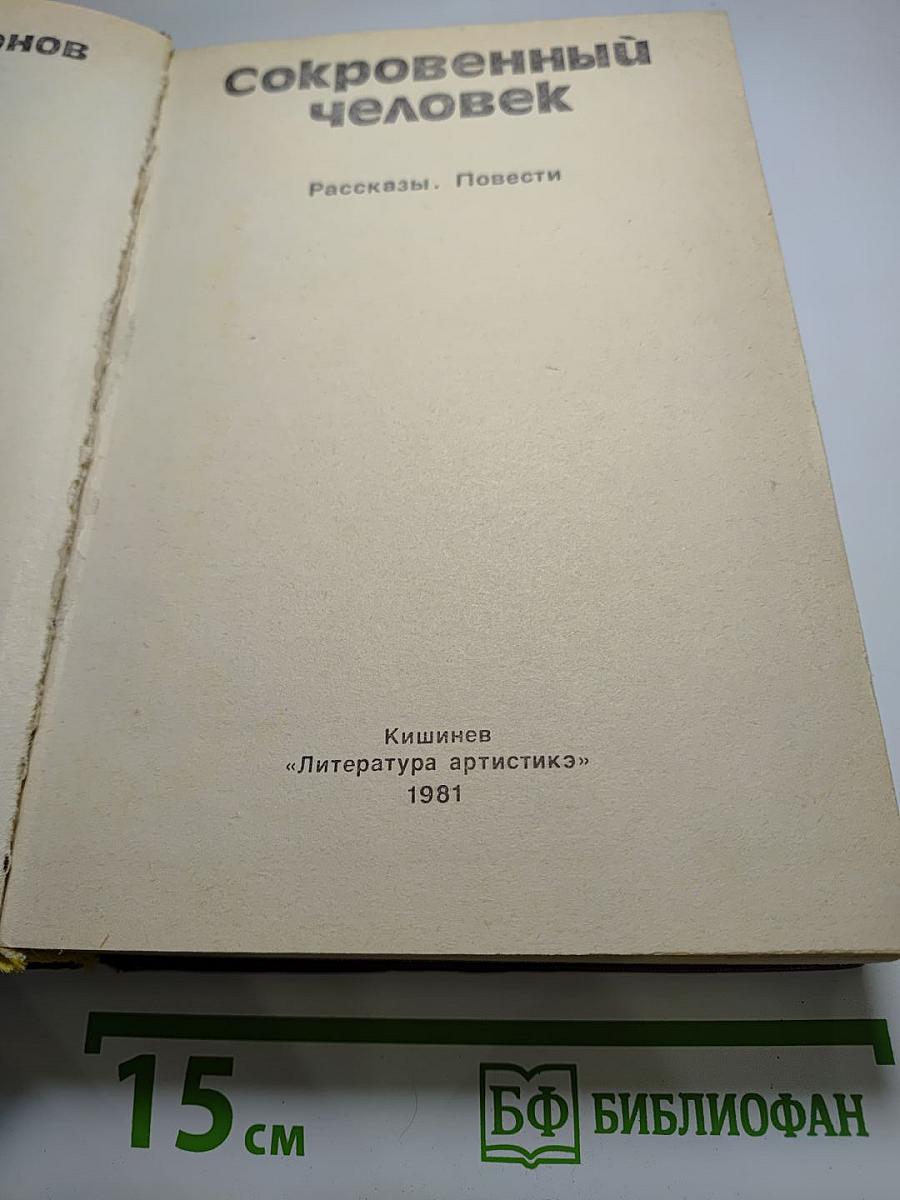 онов
сокровенный
человек
Рассказы. Повести
Кишинев
«Литература артистикэ»
1981
15 см
БФ БИБЛИОФАН